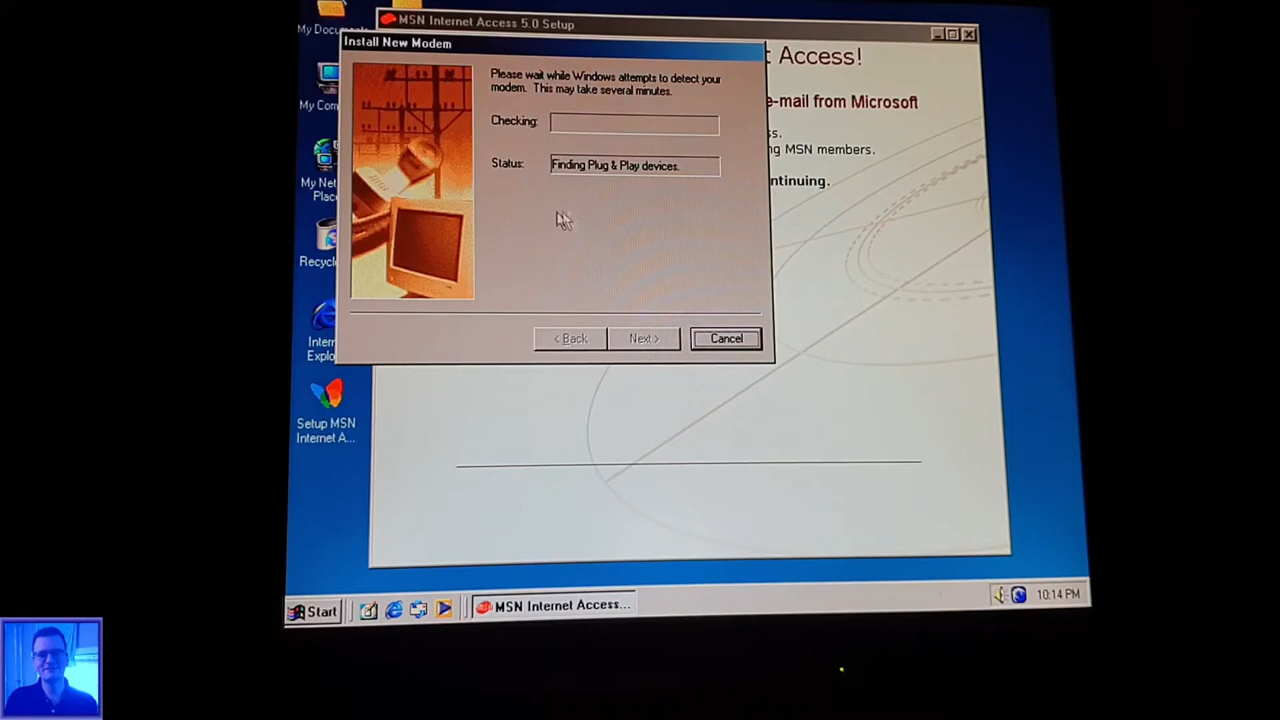 My Docum
MSN Internet Access 5.0 Setup
Install New Modem
t Access!
Please wait while Windows attempts to detect your
modem. This may take several minutes.
e-mail from Microsoft
My Com
Checking:
ss.
ng MSN members.
Status: Finding Plug & Play devices.
ntinuing.
My Net
Place
Recycle
< Back Next > Cancel
Intern
Explo
Setup MSN
Internet A...
Start
MSN Internet Access...
10:14 PM